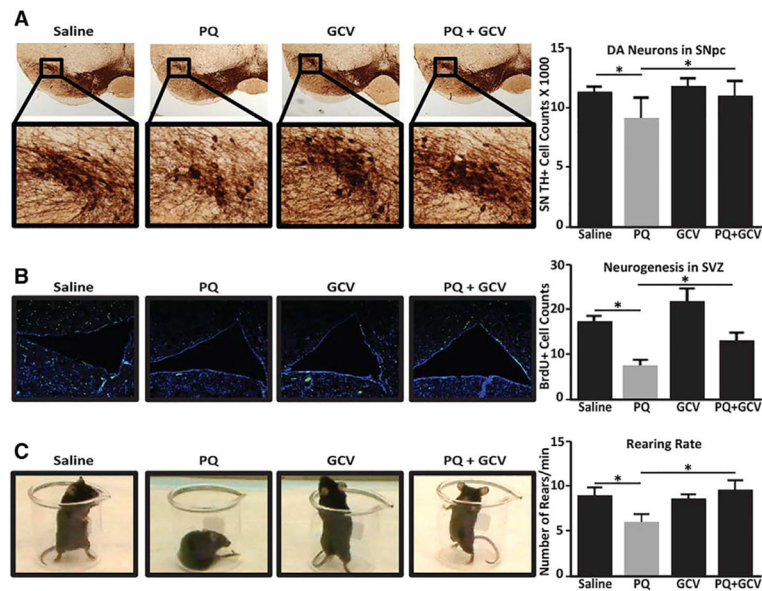 A
Saline PQ GCV PQ + GCV
DA Neurons in SNpc
SN TH+ Cell Counts X 1000
15
10
5
0
* *
Saline PQ GCV PQ+GCV
B
Saline PQ GCV PQ + GCV
Neurogenesis in SVZ
BrdU+ Cell Counts
30
20
10
0
* *
Saline PQ GCV PQ+GCV
C
Saline PQ GCV PQ + GCV
Rearing Rate
Number of Rears/min
15
10
5
0
* *
Saline PQ GCV PQ+GCV